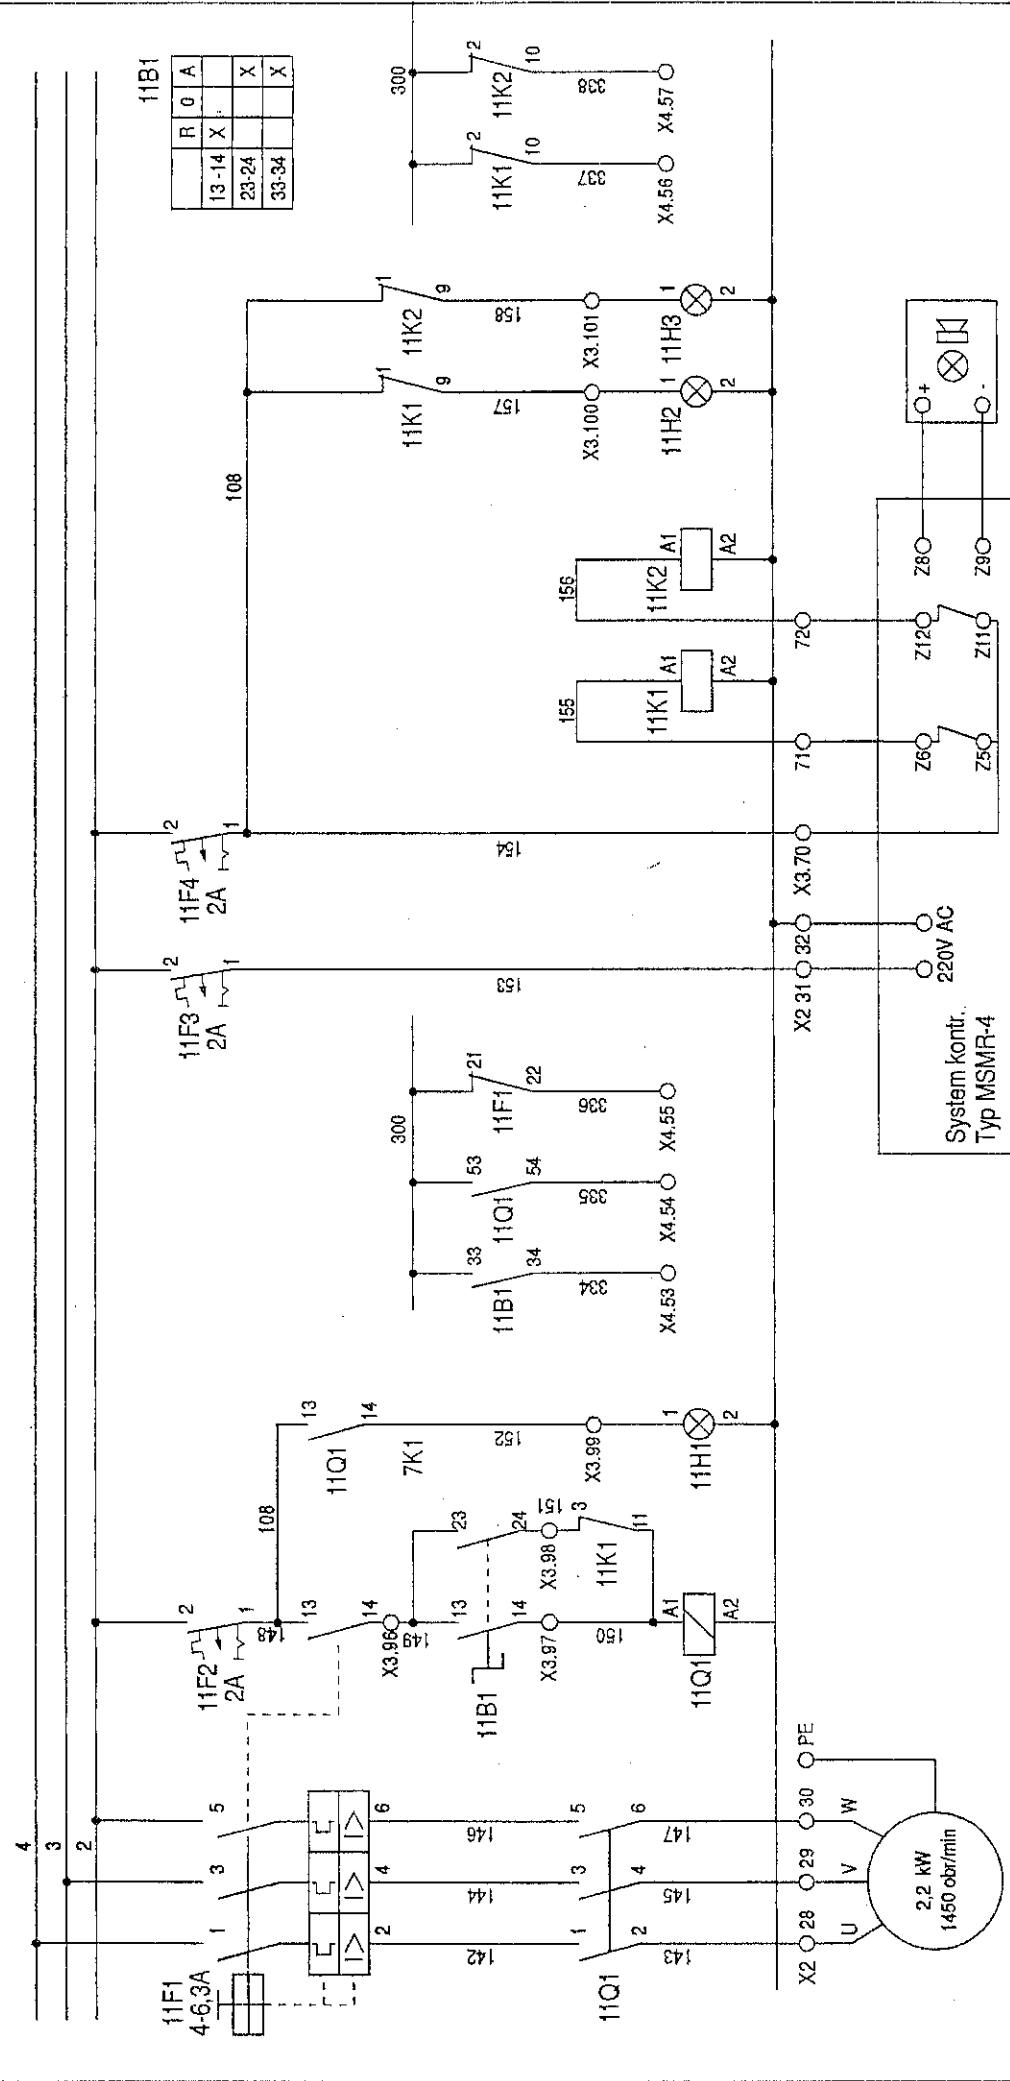 4
3
2
11F1
4-6,3A
1
3
5
2
4
6
142
144
146
11Q1
1
3
5
2
4
6
143
145
147
X2
28
29
30
PE
U
V
W
2,2 kW
1450 obr/min
11F2
2A
2
1
148
108
13
14
X3.96
149
11B1
13
14
23
24
X3.97
X3.98
151
150
11K1
3
11
11Q1
A1
A2
11Q1
13
14
7K1
152
X3.99
11H1
1
2
300
11B1
33
34
334
X4.53
11Q1
53
54
335
X4.54
11F1
21
22
336
X4.55
11F3
2A
2
1
153
X2
31
32
220V AC
11F4
2A
2
1
154
X3.70
108
System kontr.
Typ MSMR-4
155
11K1
A1
A2
71
Z6
Z5
156
11K2
A1
A2
72
Z12
Z11
Z8
Z9
+
-
11K1
1
9
157
X3.100
11H2
1
2
11K2
1
9
158
X3.101
11H3
1
2
300
11K1
2
10
337
X4.56
11K2
2
10
338
X4.57
11B1
R 0 A
13-14 X
23-24 X
33-34 X